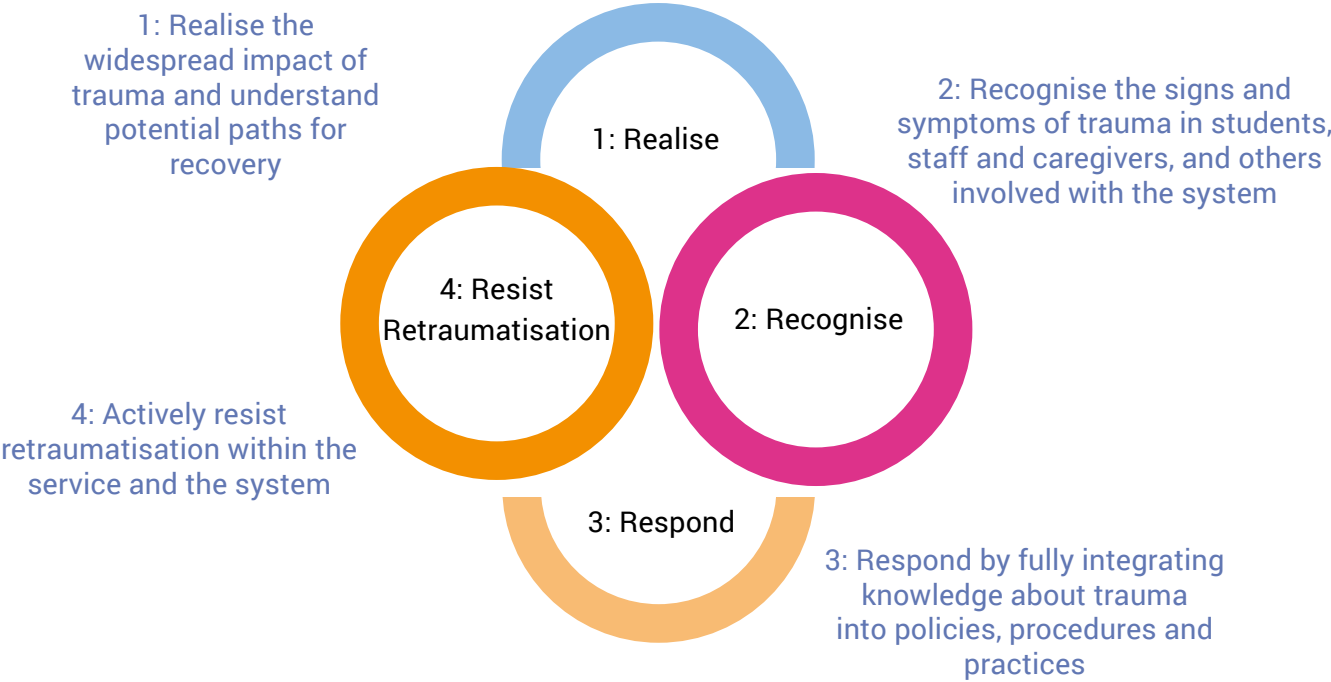 1: Realise the
widespread impact of
trauma and understand
potential paths for
recovery
1: Realise
2: Recognise the signs and
symptoms of trauma in students,
staff and caregivers, and others
involved with the system
4: Resist
Retraumatisation
2: Recognise
4: Actively resist
retraumatisation within the
service and the system
3: Respond
3: Respond by fully integrating
knowledge about trauma
into policies, procedures and
practices